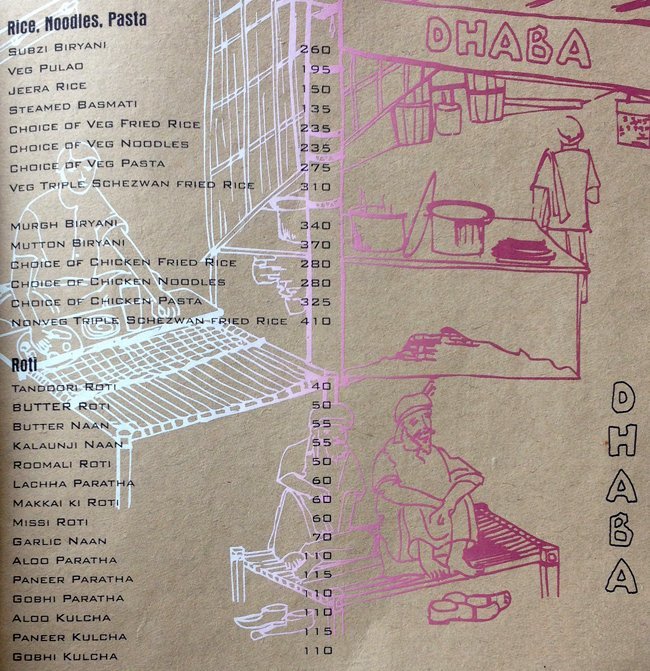 DHABA
Rice, Noodles, Pasta
Subzi Biryani 260
Veg Pulao 195
Jeera Rice 150
Steamed Basmati 135
Choice of Veg Fried Rice 235
Choice of Veg Noodles 235
Choice of Veg Pasta 275
Veg Triple Schezwan fried Rice 310
Murgh Biryani 340
Mutton Biryani 370
Choice of Chicken Fried Rice 280
Choice of Chicken Noodles 280
Choice of Chicken Pasta 325
Nonveg Triple Schezwan fried Rice 410
Roti
Tandoori Roti 40
BUTTER Roti 50
Butter Naan 55
Kalaunji Naan 55
Roomali Roti 50
Lachha Paratha 60
Makkai ki Roti 60
Missi Roti 60
Garlic Naan 70
Aloo Paratha 110
Paneer Paratha 115
Gobhi Paratha 110
Aloo Kulcha 110
Paneer Kulcha 115
Gobhi Kulcha 110
DHABA